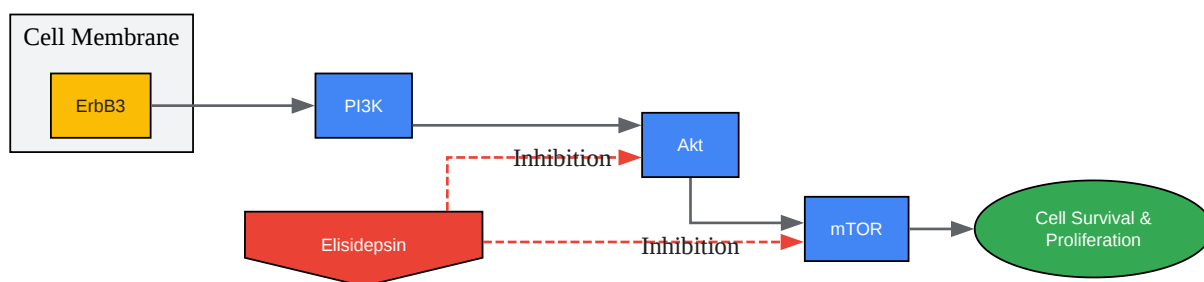 Cell Membrane
ErbB3
PI3K
Akt
Inhibition
Elisidepsin
Inhibition
mTOR
Cell Survival &
Proliferation